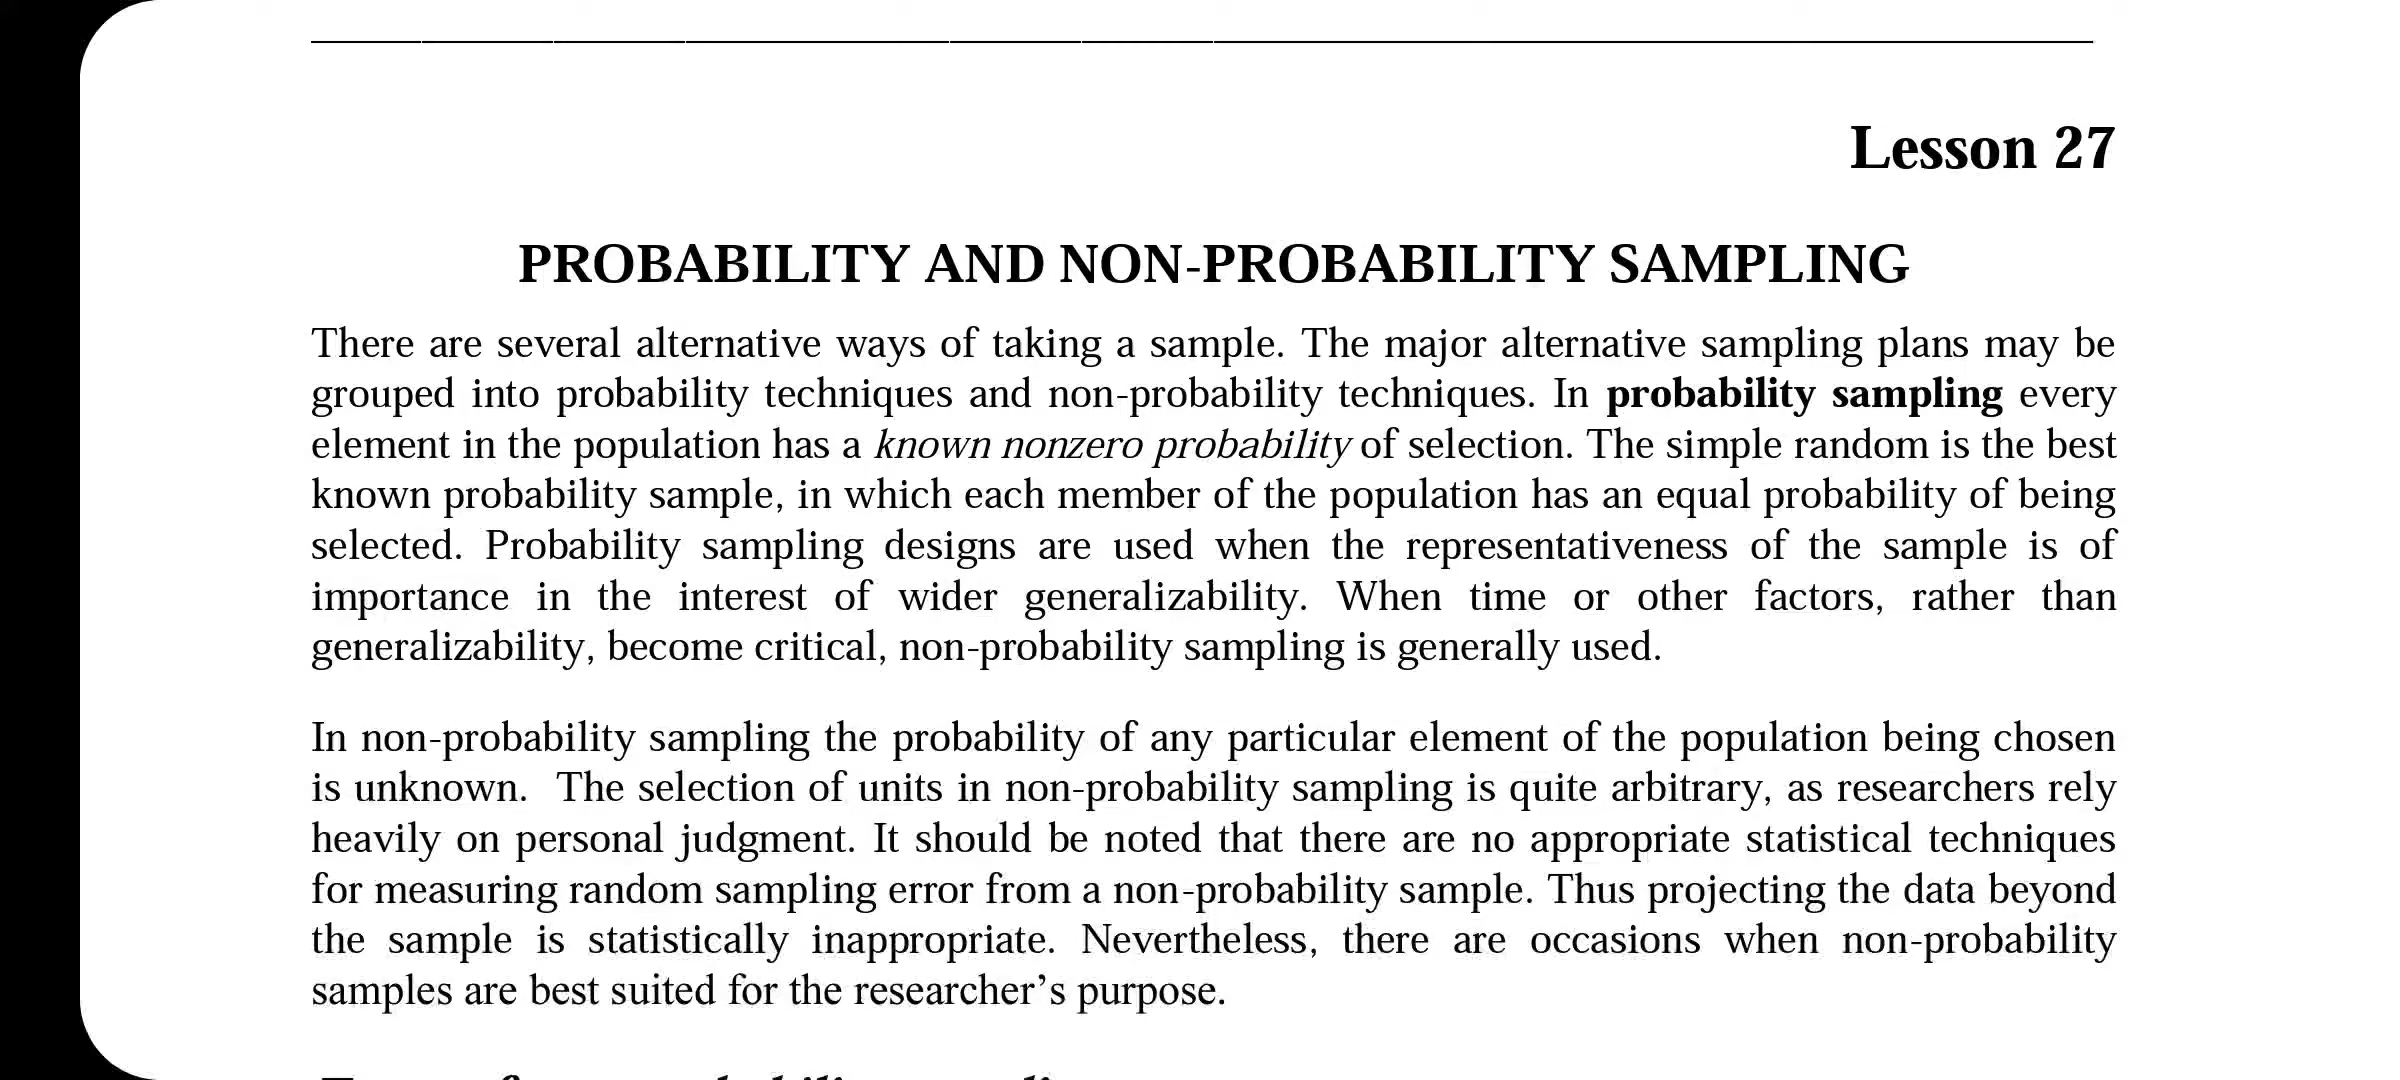 Lesson 27
PROBABILITY AND NON-PROBABILITY SAMPLING
There are several alternative ways of taking a sample. The major alternative sampling plans may be
grouped into probability techniques and non-probability techniques. In probability sampling every
element in the population has a known nonzero probability of selection. The simple random is the best
known probability sample, in which each member of the population has an equal probability of being
selected. Probability sampling designs are used when the representativeness of the sample is of
importance in the interest of wider generalizability. When time or other factors, rather than
generalizability, become critical, non-probability sampling is generally used.
In non-probability sampling the probability of any particular element of the population being chosen
is unknown.  The selection of units in non-probability sampling is quite arbitrary, as researchers rely
heavily on personal judgment. It should be noted that there are no appropriate statistical techniques
for measuring random sampling error from a non-probability sample. Thus projecting the data beyond
the sample is statistically inappropriate. Nevertheless, there are occasions when non-probability
samples are best suited for the researcher’s purpose.